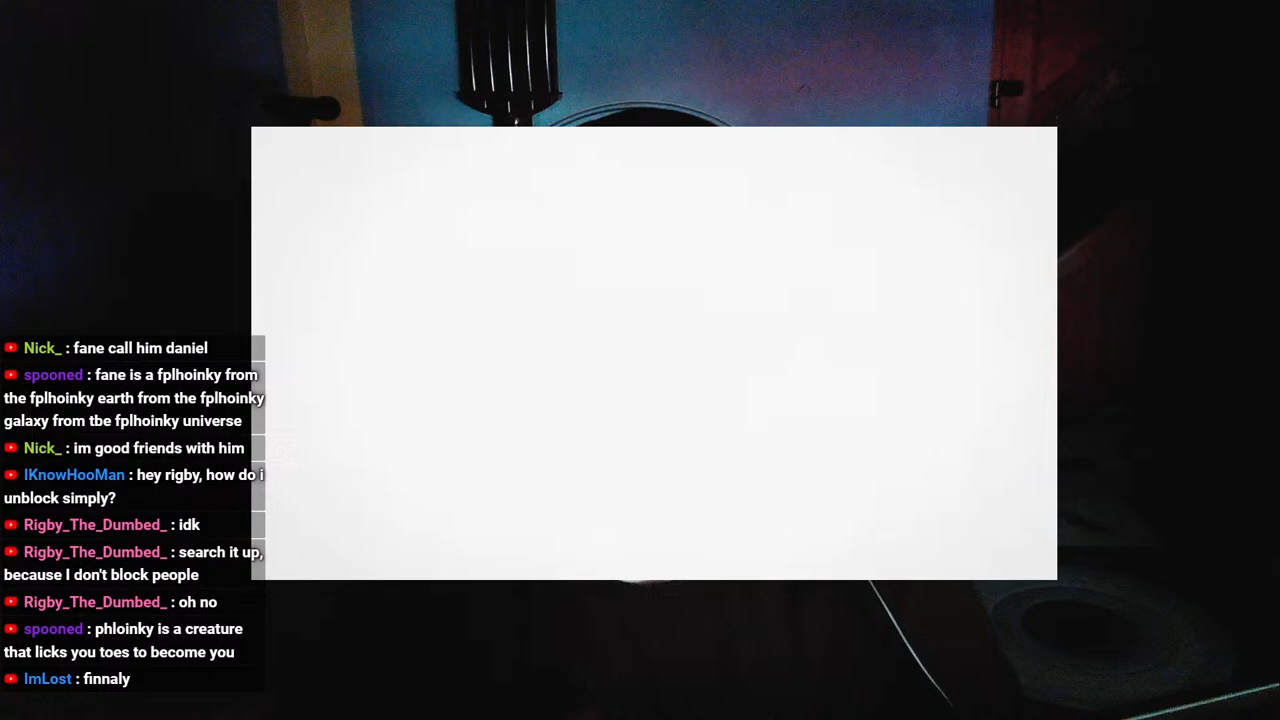 Nick_ : fane call him daniel
spooned : fane is a fplhoinky from
the fplhoinky earth from the fplhoinky
galaxy from tbe fplhoinky universe
Nick_ : im good friends with him
IKnowHooMan : hey rigby, how do i
unblock simply?
Rigby_The_Dumbed_ : idk
Rigby_The_Dumbed_ : search it up,
because I don't block people
Rigby_The_Dumbed_ : oh no
spooned : phloinky is a creature
that licks you toes to become you
ImLost : finnaly